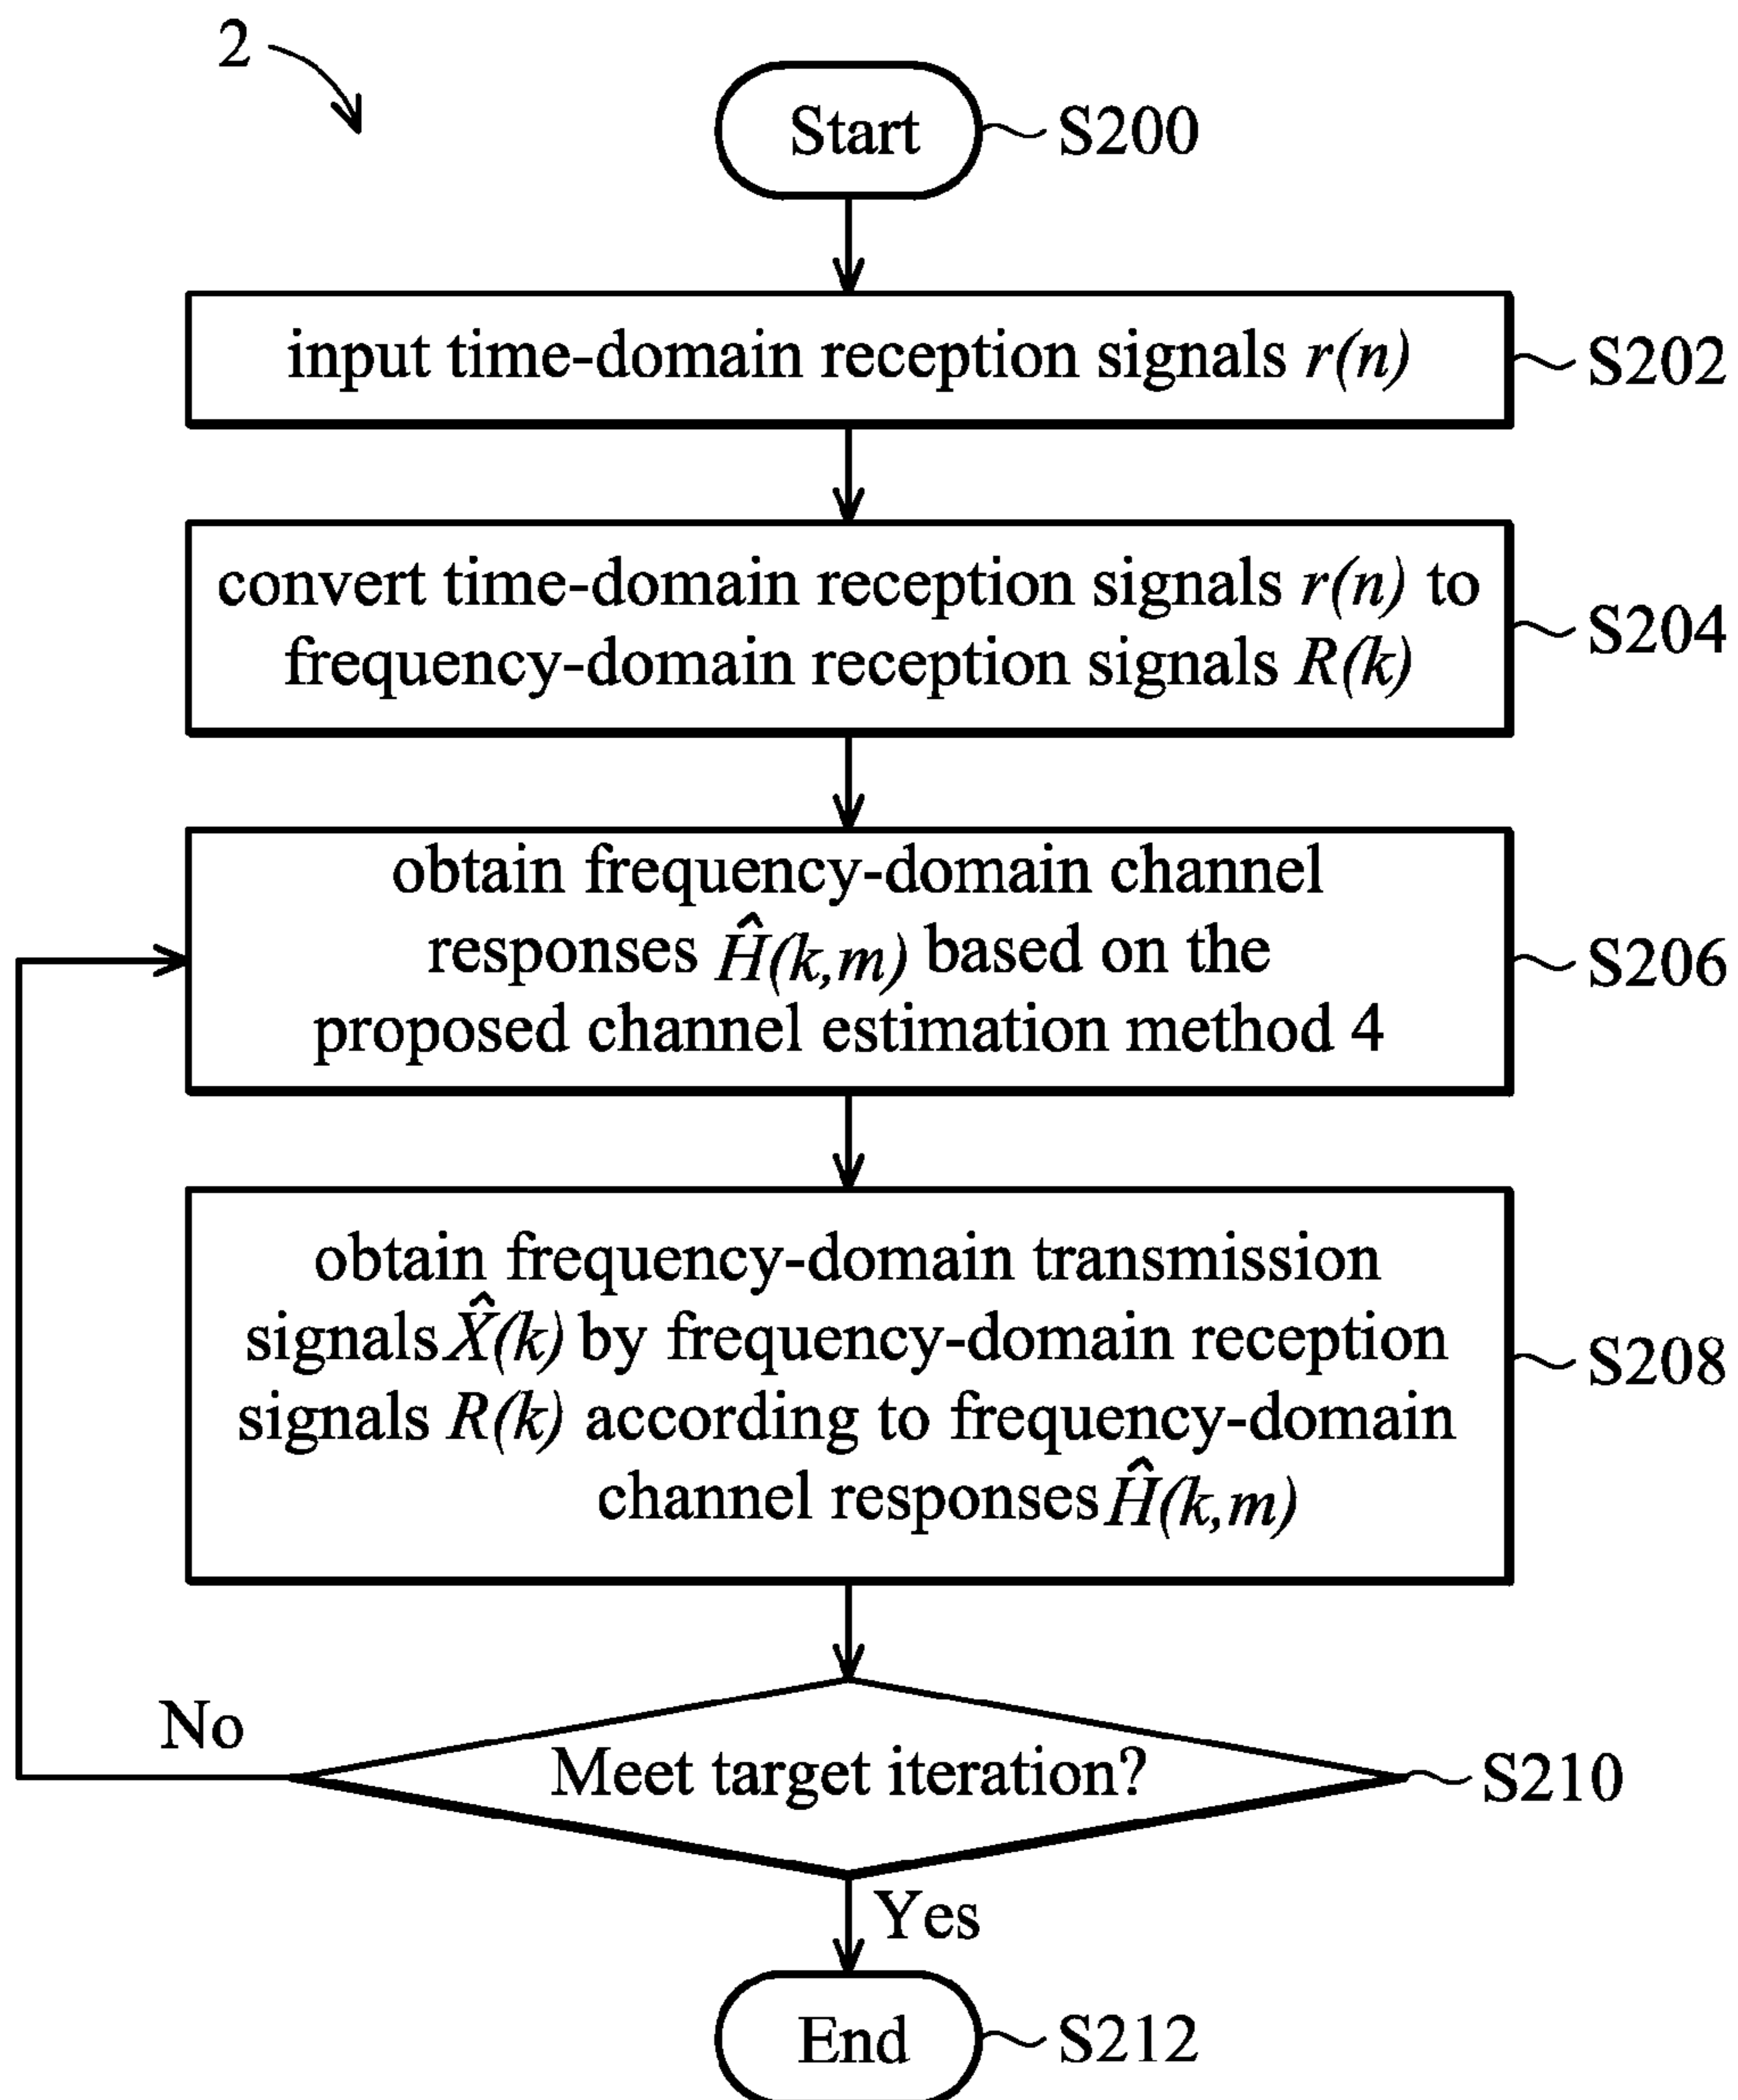 2
Start
S200
input time-domain reception signals r(n)
S202
convert time-domain reception signals r(n) to
frequency-domain reception signals R(k)
S204
obtain frequency-domain channel
responses Ĥ(k,m) based on the
proposed channel estimation method 4
S206
obtain frequency-domain transmission
signals X̂(k) by frequency-domain reception
signals R(k) according to frequency-domain
channel responses Ĥ(k,m)
S208
No
Meet target iteration?
S210
Yes
End
S212